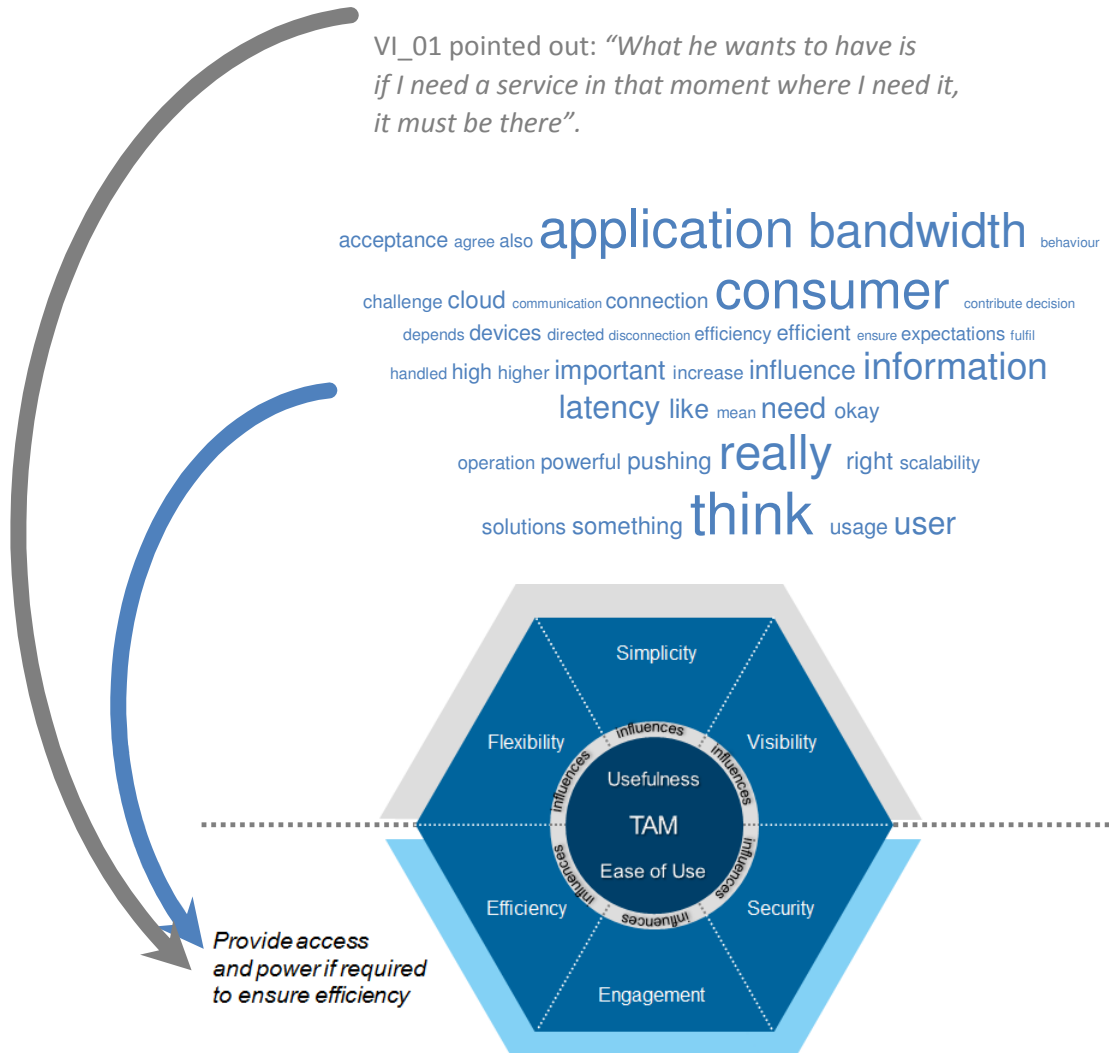 VI_01 pointed out: “What he wants to have is
if I need a service in that moment where I need it,
it must be there”.
acceptance agree also application bandwidth behaviour
challenge cloud communication connection consumer contribute decision
depends devices directed disconnection efficiency efficient ensure expectations fulfil
handled high higher important increase influence information
latency like mean need okay
operation powerful pushing really right scalability
solutions something think usage user
Simplicity
Flexibility
Visibility
influences
influences
influences
Usefulness
TAM
Ease of Use
influences
influences
influences
Efficiency
Security
Engagement
Provide access
and power if required
to ensure efficiency